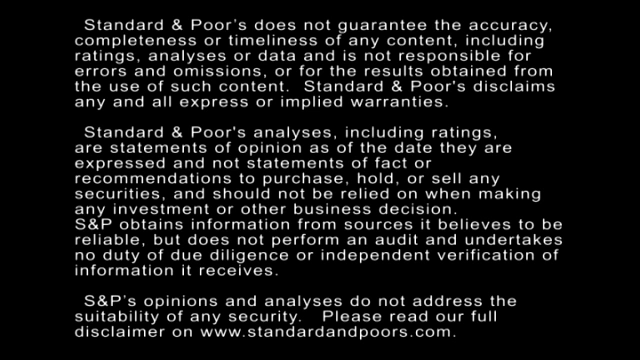 Standard & Poor's does not guarantee the accuracy,
completeness or timeliness of any content, including
ratings, analyses or data and is not responsible for
errors and omissions, or for the results obtained from
the use of such content.  Standard & Poor's disclaims
any and all express or implied warranties.
Standard & Poor's analyses, including ratings,
are statements of opinion as of the date they are
expressed and not statements of fact or
recommendations to purchase, hold, or sell any
securities, and should not be relied on when making
any investment or other business decision.
S&P obtains information from sources it believes to be
reliable, but does not perform an audit and undertakes
no duty of due diligence or independent verification of
information it receives.
S&P's opinions and analyses do not address the
suitability of any security.   Please read our full
disclaimer on www.standardandpoors.com.